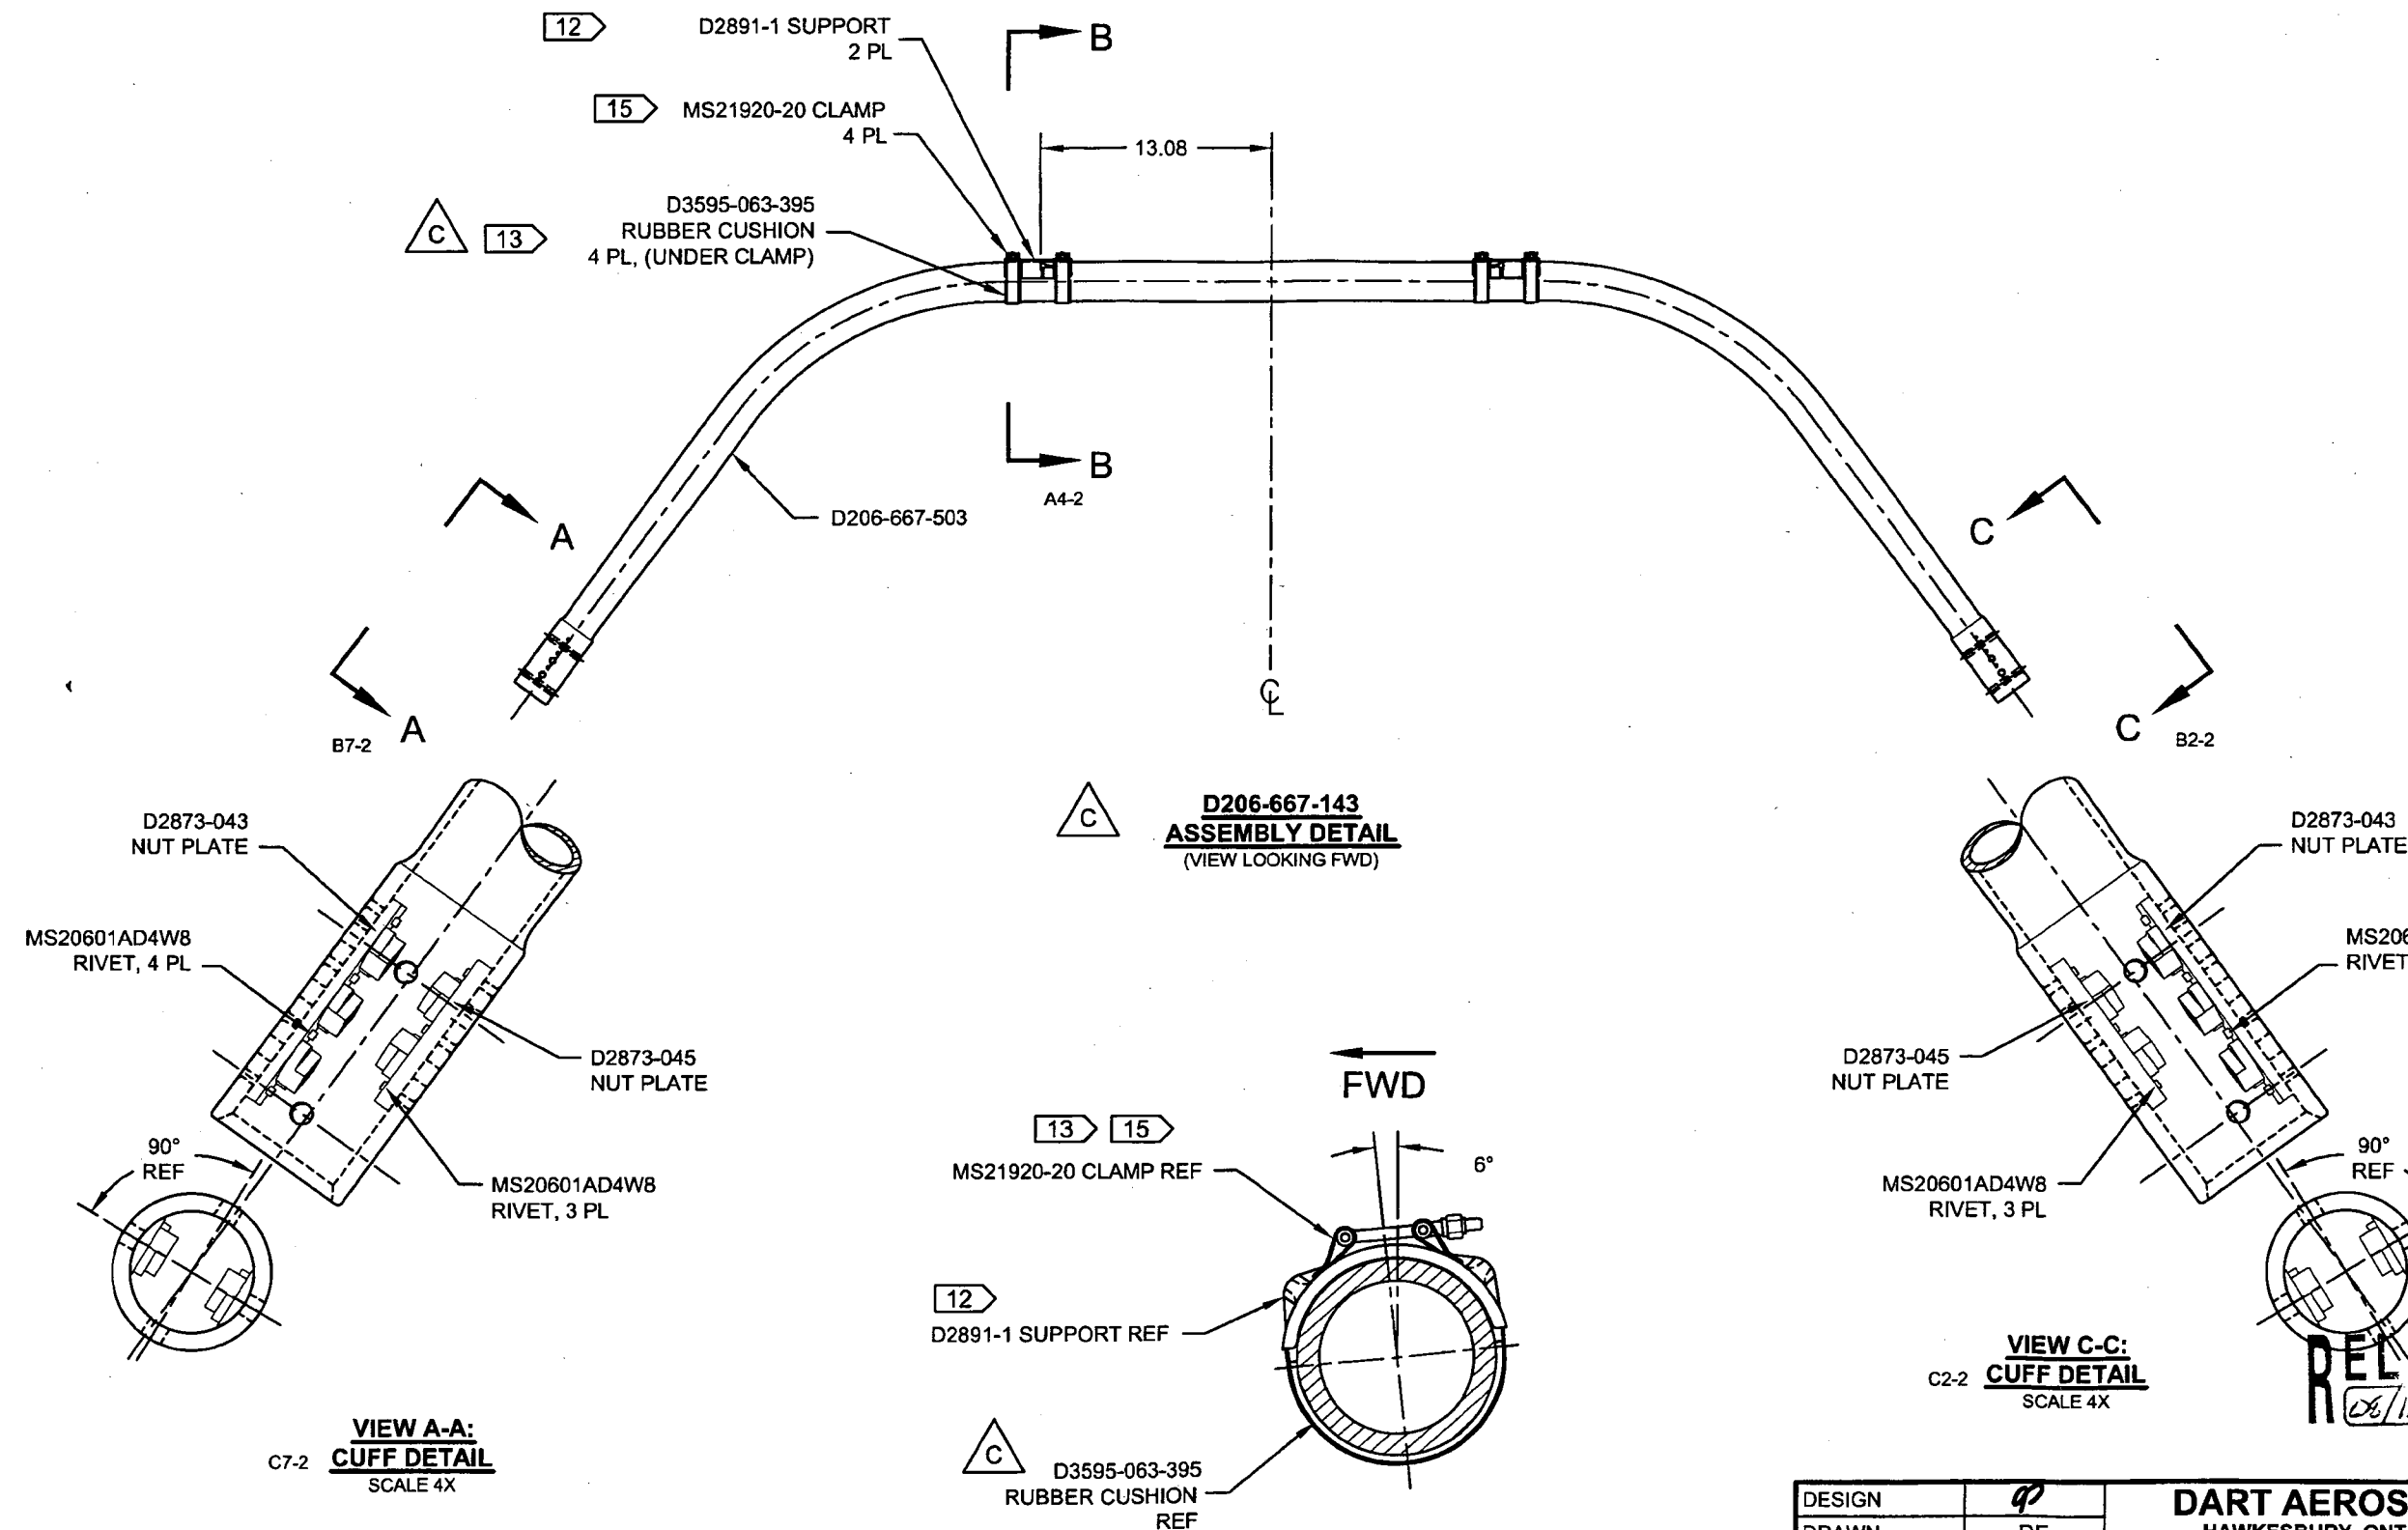 12
D2891-1 SUPPORT
2 PL
B
15
MS21920-20 CLAMP
4 PL
13.08
C
13
D3595-063-395
RUBBER CUSHION
4 PL, (UNDER CLAMP)
B
A4-2
D206-667-503
A
C
A
B7-2
C
B2-2
C
D206-667-143
ASSEMBLY DETAIL
(VIEW LOOKING FWD)
D2873-043
NUT PLATE
MS20601AD4W8
RIVET, 4 PL
D2873-045
NUT PLATE
90°
REF
MS20601AD4W8
RIVET, 3 PL
VIEW A-A:
C7-2 CUFF DETAIL
SCALE 4X
FWD
13 15
MS21920-20 CLAMP REF
6°
12
D2891-1 SUPPORT REF
C
D3595-063-395
RUBBER CUSHION
REF
D2873-043
NUT PLATE
RIVET
D2873-045
NUT PLATE
MS20601AD4W8
RIVET, 3 PL
90°
REF
VIEW C-C:
C2-2 CUFF DETAIL
SCALE 4X
DESIGN
DART